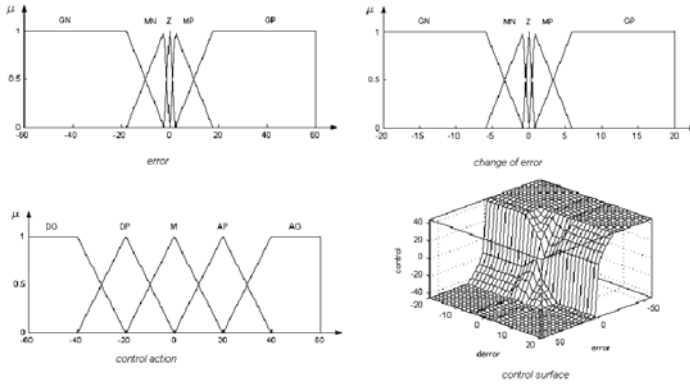 μ
GN MN Z MP GP
1
0.5
0
-60 -40 -20 0 20 40 60
error
μ
GN MN Z MP GP
1
0.5
0
-20 -15 -10 -5 0 5 10 15 20
change of error
μ
DG DP M AP AG
1
0.5
0
-60 -40 -20 0 20 40 60
control action
control
40
20
0
-20
-40
-10
0
10
20
derror
50
0
-50
error
control surface